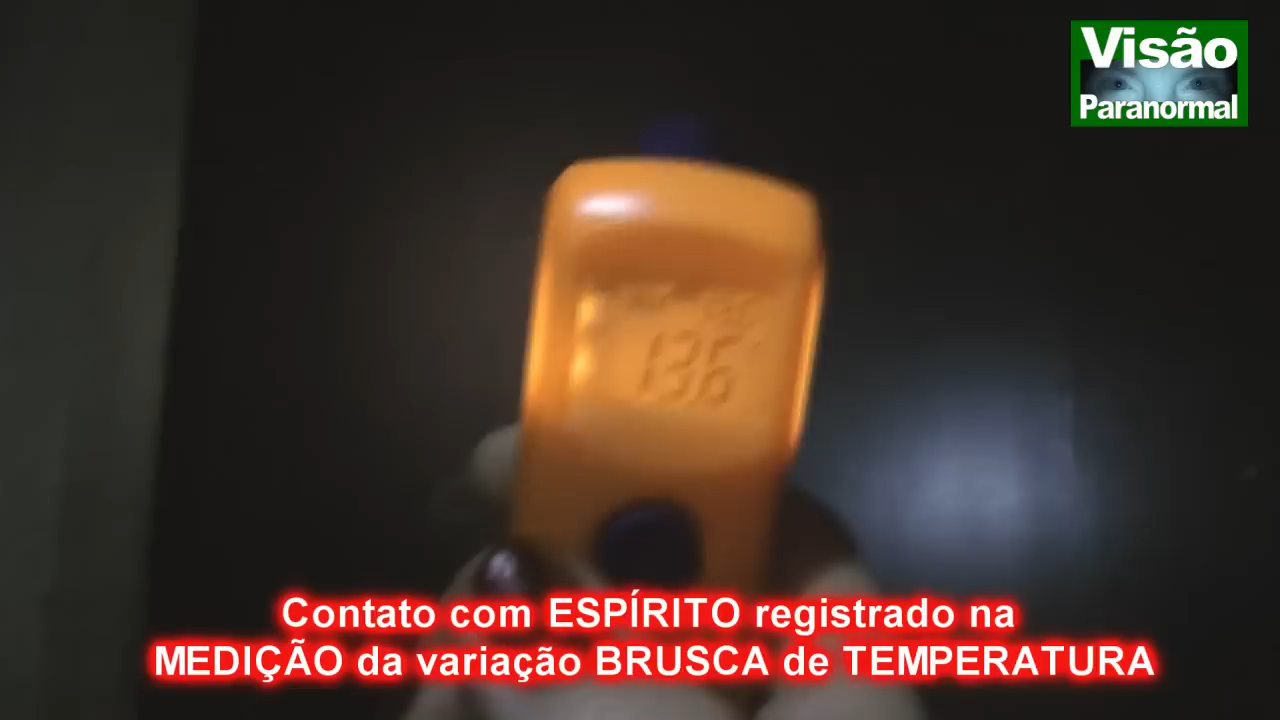 Visão
Paranormal
136
Contato com ESPÍRITO registrado na
MEDIÇÃO da variação BRUSCA de TEMPERATURA